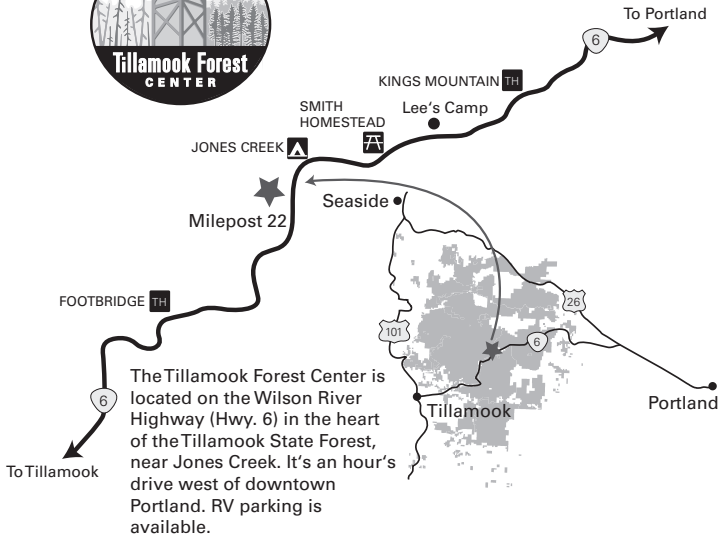 To Portland
6
Tillamook Forest
CENTER
KINGS MOUNTAIN TH
Lee's Camp
SMITH
HOMESTEAD
JONES CREEK
Seaside
Milepost 22
FOOTBRIDGE TH
26
101
6
6
Tillamook
Portland
To Tillamook
The Tillamook Forest Center is
located on the Wilson River
Highway (Hwy. 6) in the heart
of the Tillamook State Forest,
near Jones Creek. It's an hour's
drive west of downtown
Portland. RV parking is
available.